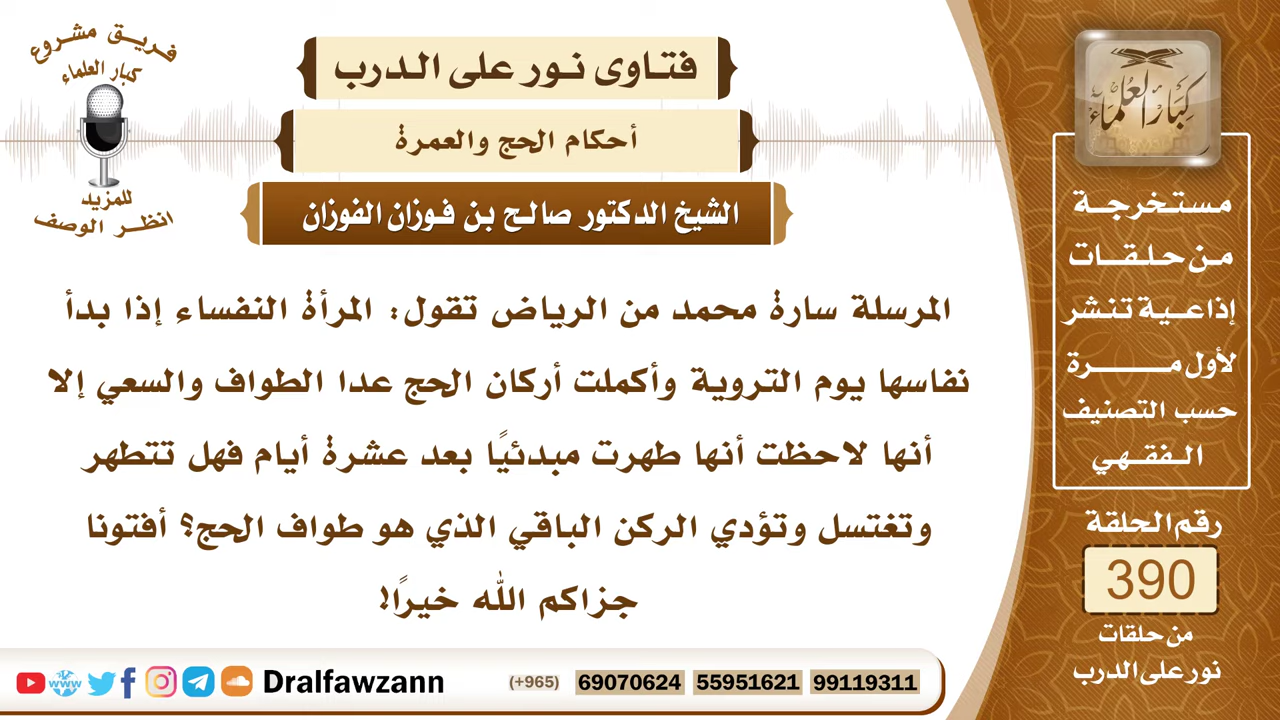 فريق مشروع
كبار العلماء
للمزيد
انظر الوصف
فتاوى نور على الدرب
أحكام الحج والعمرة
الشيخ الدكتور صالح بن فوزان الفوزان
المرسلة سارة محمد من الرياض تقول: المرأة النفساء إذا بدأ
نفاسها يوم التروية وأكملت أركان الحج عدا الطواف والسعي إلا
أنها لاحظت أنها طهرت مبدئيًا بعد عشرة أيام فهل تتطهر
وتغتسل وتؤدي الركن الباقي الذي هو طواف الحج؟ أفتونا
جزاكم الله خيرًا!
كبار العلماء
مستخرجة
من حلقات
إذاعية تنشر
لأول مرة
حسب التصنيف
الفقهي
رقم الحلقة
390
من حلقات
نور على الدرب
www
Dralfawzann
(+965) 69070624 55951621 99119311